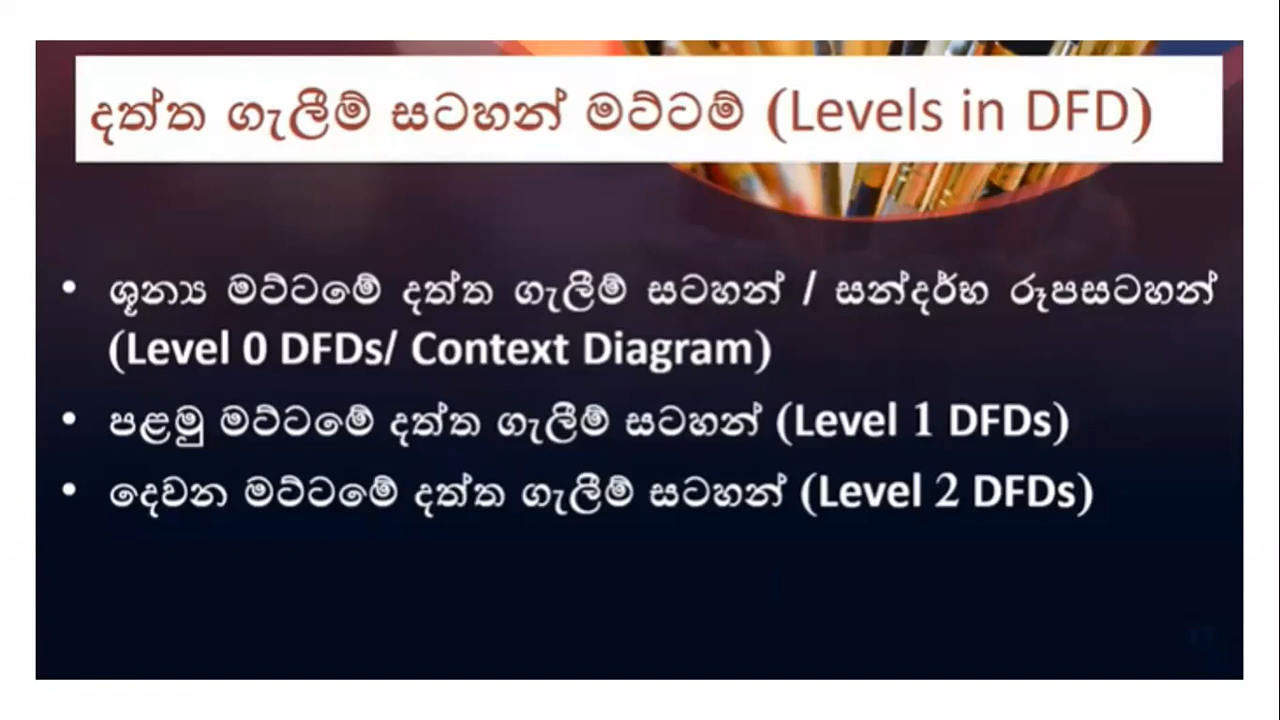 දත්ත ගැලීම් සටහන් මට්ටම් (Levels in DFD)
• ශූන්‍ය මට්ටමේ දත්ත ගැලීම් සටහන් / සන්දර්භ රූපසටහන්
(Level 0 DFDs/ Context Diagram)
• පළමු මට්ටමේ දත්ත ගැලීම් සටහන් (Level 1 DFDs)
• දෙවන මට්ටමේ දත්ත ගැලීම් සටහන් (Level 2 DFDs)